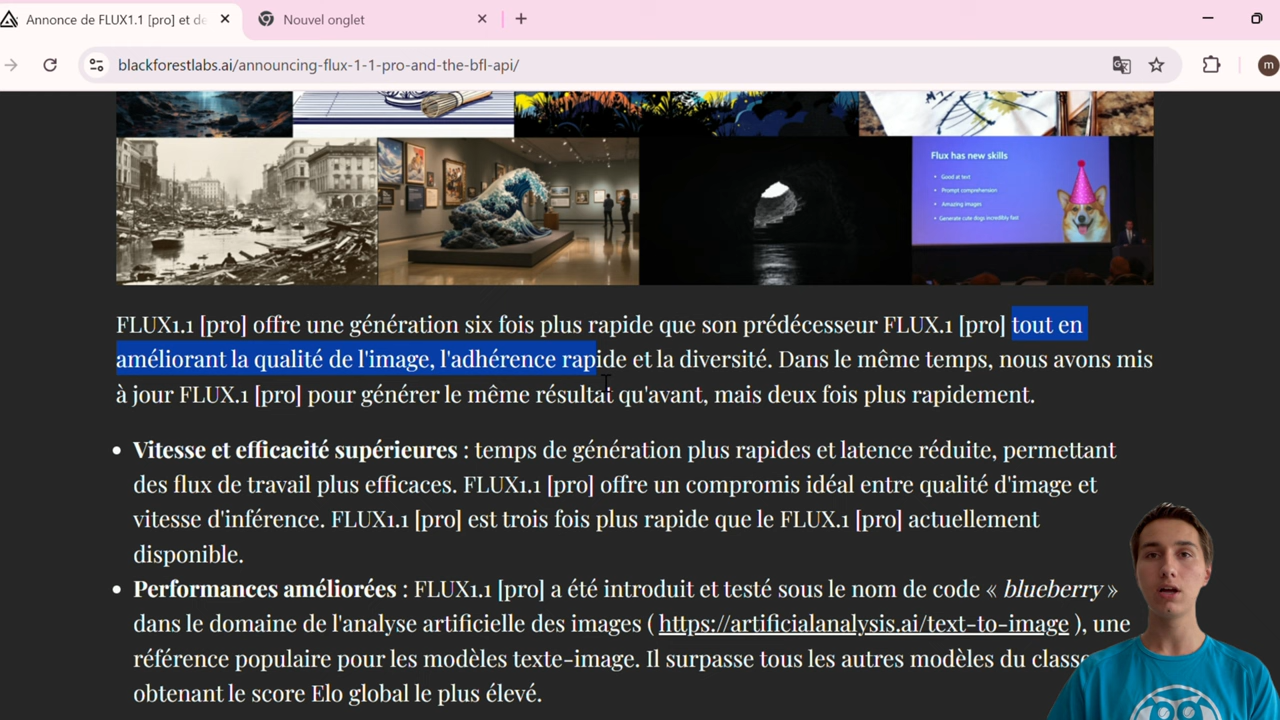 Annonce de FLUX1.1 [pro] et de
Nouvel onglet
blackforestlabs.ai/announcing-flux-1-1-pro-and-the-bfl-api/
m
Flux has new skills
Good at text
Prompt comprehension
Amazing images
Generate cute dogs incredibly fast
FLUX1.1 [pro] offre une génération six fois plus rapide que son prédécesseur FLUX.1 [pro] tout en
améliorant la qualité de l'image, l'adhérence rapide et la diversité. Dans le même temps, nous avons mis
à jour FLUX.1 [pro] pour générer le même résultat qu'avant, mais deux fois plus rapidement.
• Vitesse et efficacité supérieures : temps de génération plus rapides et latence réduite, permettant
des flux de travail plus efficaces. FLUX1.1 [pro] offre un compromis idéal entre qualité d'image et
vitesse d'inférence. FLUX1.1 [pro] est trois fois plus rapide que le FLUX.1 [pro] actuellement
disponible.
• Performances améliorées : FLUX1.1 [pro] a été introduit et testé sous le nom de code « blueberry »
dans le domaine de l'analyse artificielle des images ( https://artificialanalysis.ai/text-to-image ), une
référence populaire pour les modèles texte-image. Il surpasse tous les autres modèles du classe
obtenant le score Elo global le plus élevé.